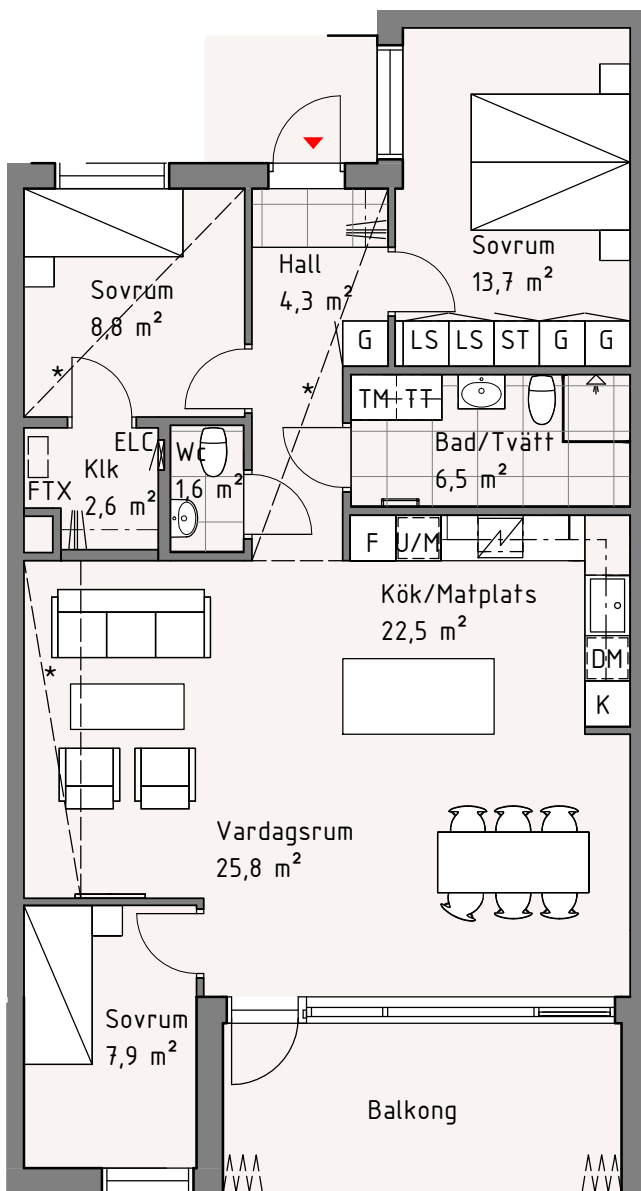 Sovrum
13,7 m²
Hall
4,3 m²
Sovrum
8,8 m²
*
*
G
LS
LS
ST
G
G
TM
TT
ELC
Wc
1,6 m²
Bad/Tvätt
6,5 m²
Klk
2,6 m²
FTX
F
U/M
Kök/Matplats
22,5 m²
DM
K
*
Vardagsrum
25,8 m²
Sovrum
7,9 m²
Balkong